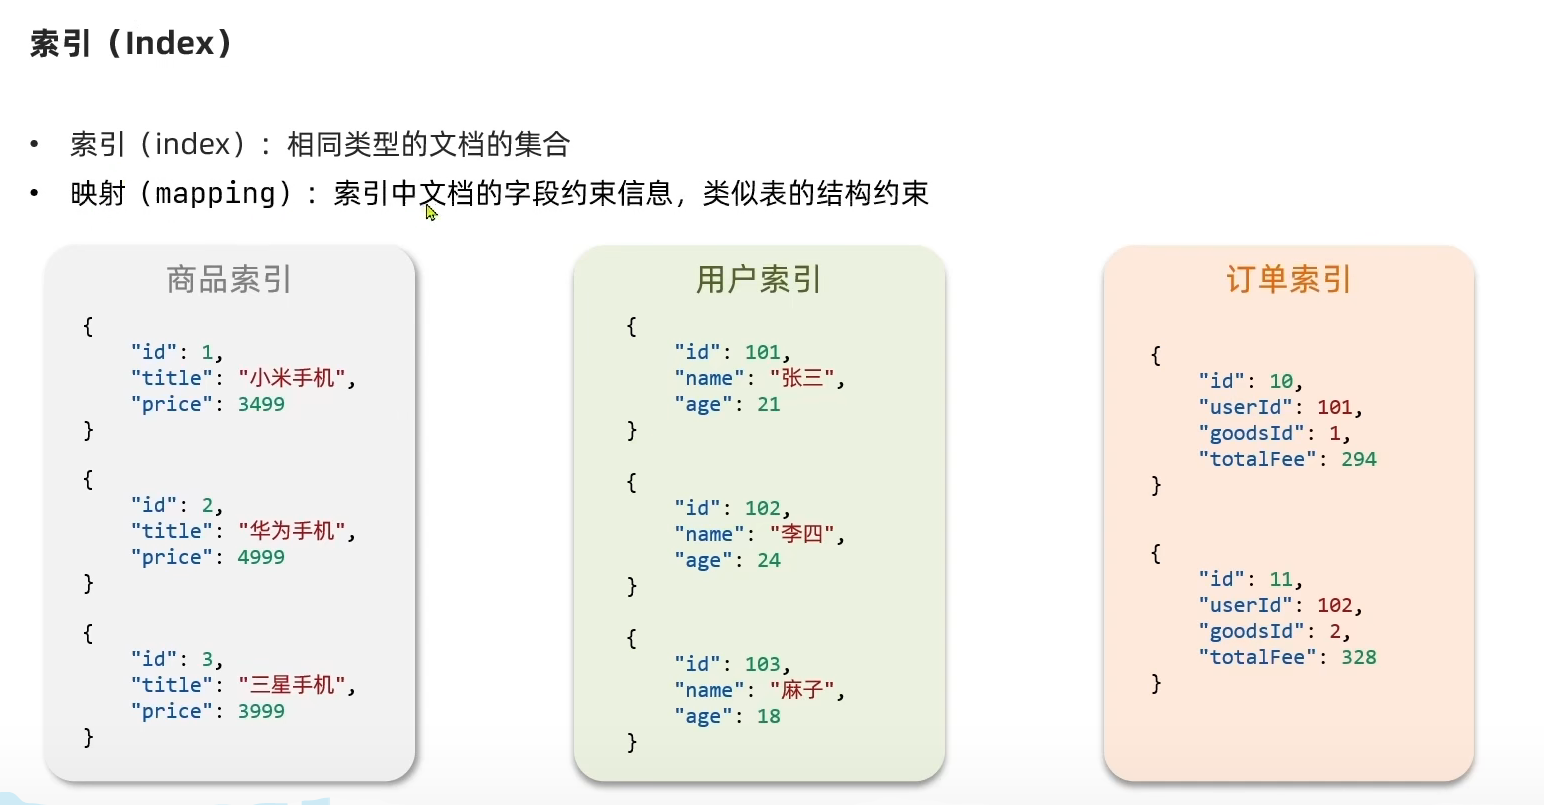 索引（Index）
• 索引（index）：相同类型的文档的集合
• 映射（mapping）：索引中文档的字段约束信息，类似表的结构约束
商品索引
{
"id": 1,
"title": "小米手机",
"price": 3499
}
{
"id": 2,
"title": "华为手机",
"price": 4999
}
{
"id": 3,
"title": "三星手机",
"price": 3999
}
用户索引
{
"id": 101,
"name": "张三",
"age": 21
}
{
"id": 102,
"name": "李四",
"age": 24
}
{
"id": 103,
"name": "麻子",
"age": 18
}
订单索引
{
"id": 10,
"userId": 101,
"goodsId": 1,
"totalFee": 294
}
{
"id": 11,
"userId": 102,
"goodsId": 2,
"totalFee": 328
}